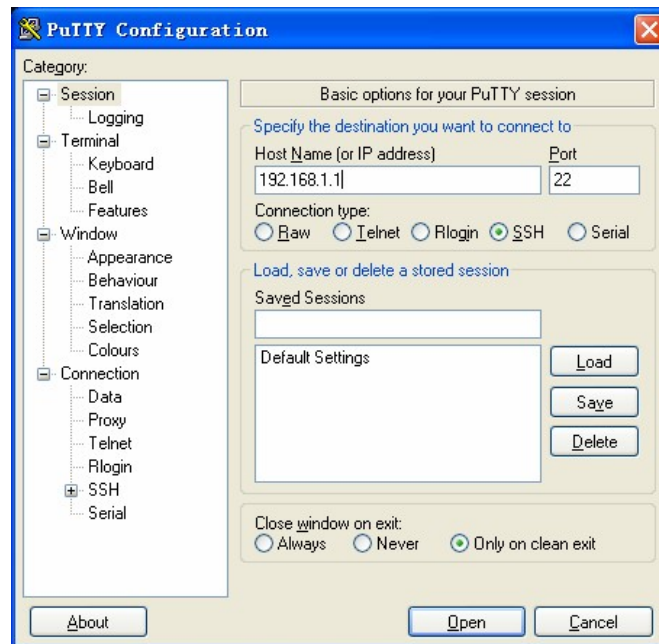 PuTTY Configuration
Category:
Session
Logging
Terminal
Keyboard
Bell
Features
Window
Appearance
Behaviour
Translation
Selection
Colours
Connection
Data
Proxy
Telnet
Rlogin
SSH
Serial
Basic options for your PuTTY session
Specify the destination you want to connect to
Host Name (or IP address) Port
192.168.1.1 22
Connection type:
Raw Telnet Rlogin SSH Serial
Load, save or delete a stored session
Saved Sessions
Default Settings
Load
Save
Delete
Close window on exit:
Always Never Only on clean exit
About Open Cancel